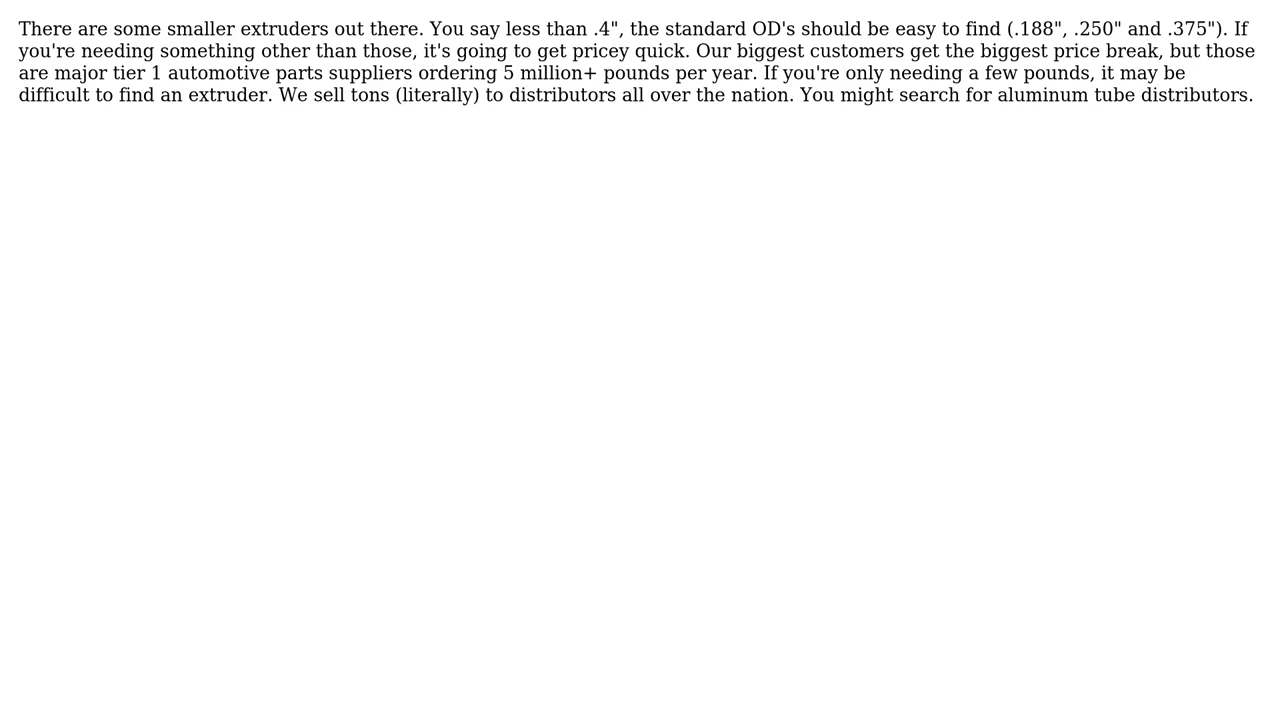 There are some smaller extruders out there. You say less than .4", the standard OD's should be easy to find (.188", .250" and .375"). If
you're needing something other than those, it's going to get pricey quick. Our biggest customers get the biggest price break, but those
are major tier 1 automotive parts suppliers ordering 5 million+ pounds per year. If you're only needing a few pounds, it may be
difficult to find an extruder. We sell tons (literally) to distributors all over the nation. You might search for aluminum tube distributors.